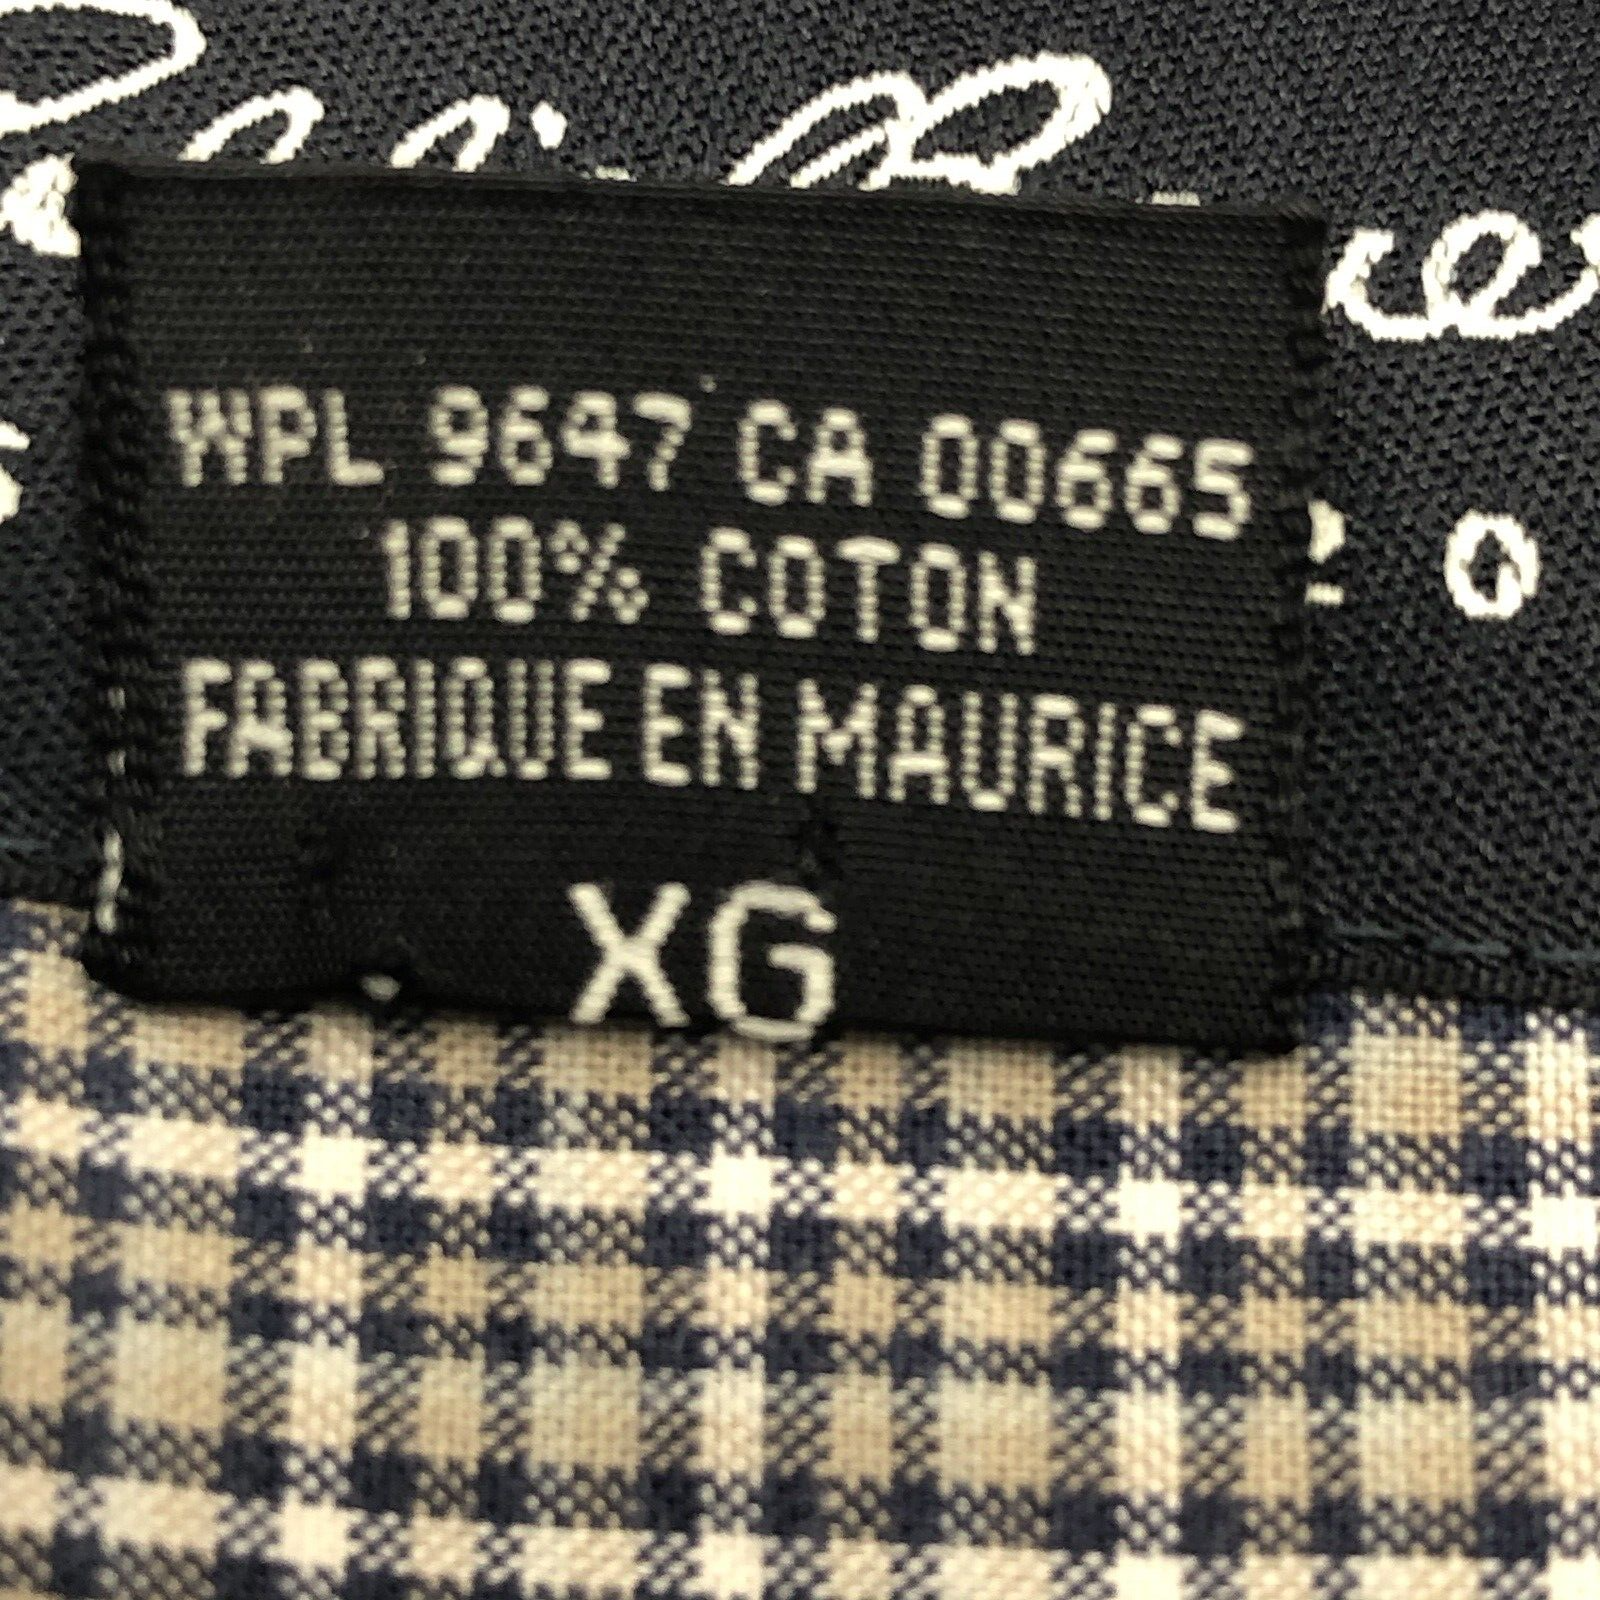 WPL 9647 CA 00665
100% COTON
FABRIQUE EN MAURICE
XG